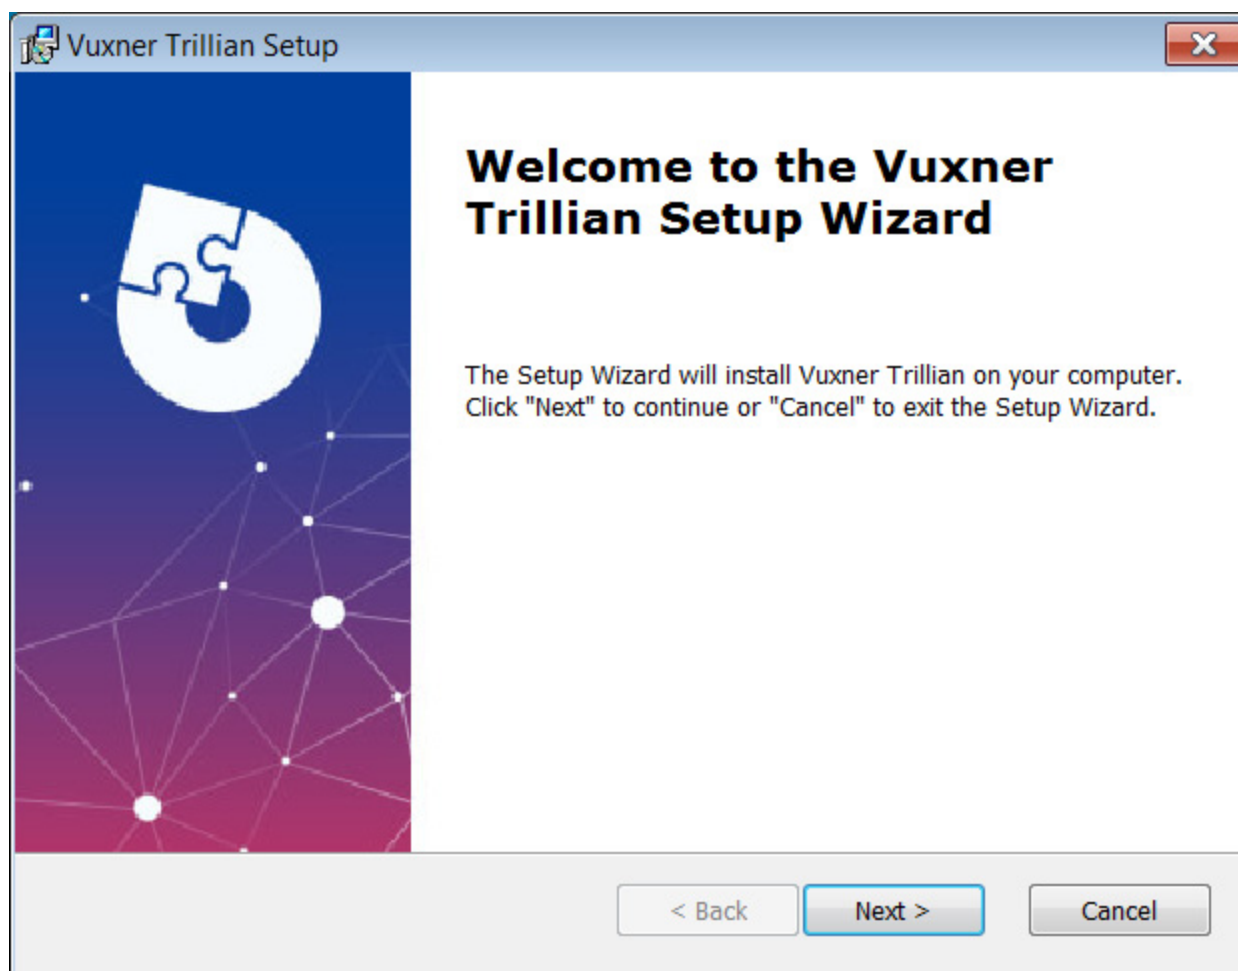 Vuxner Trillian Setup
Welcome to the Vuxner
Trillian Setup Wizard
The Setup Wizard will install Vuxner Trillian on your computer.
Click "Next" to continue or "Cancel" to exit the Setup Wizard.
< Back
Next >
Cancel